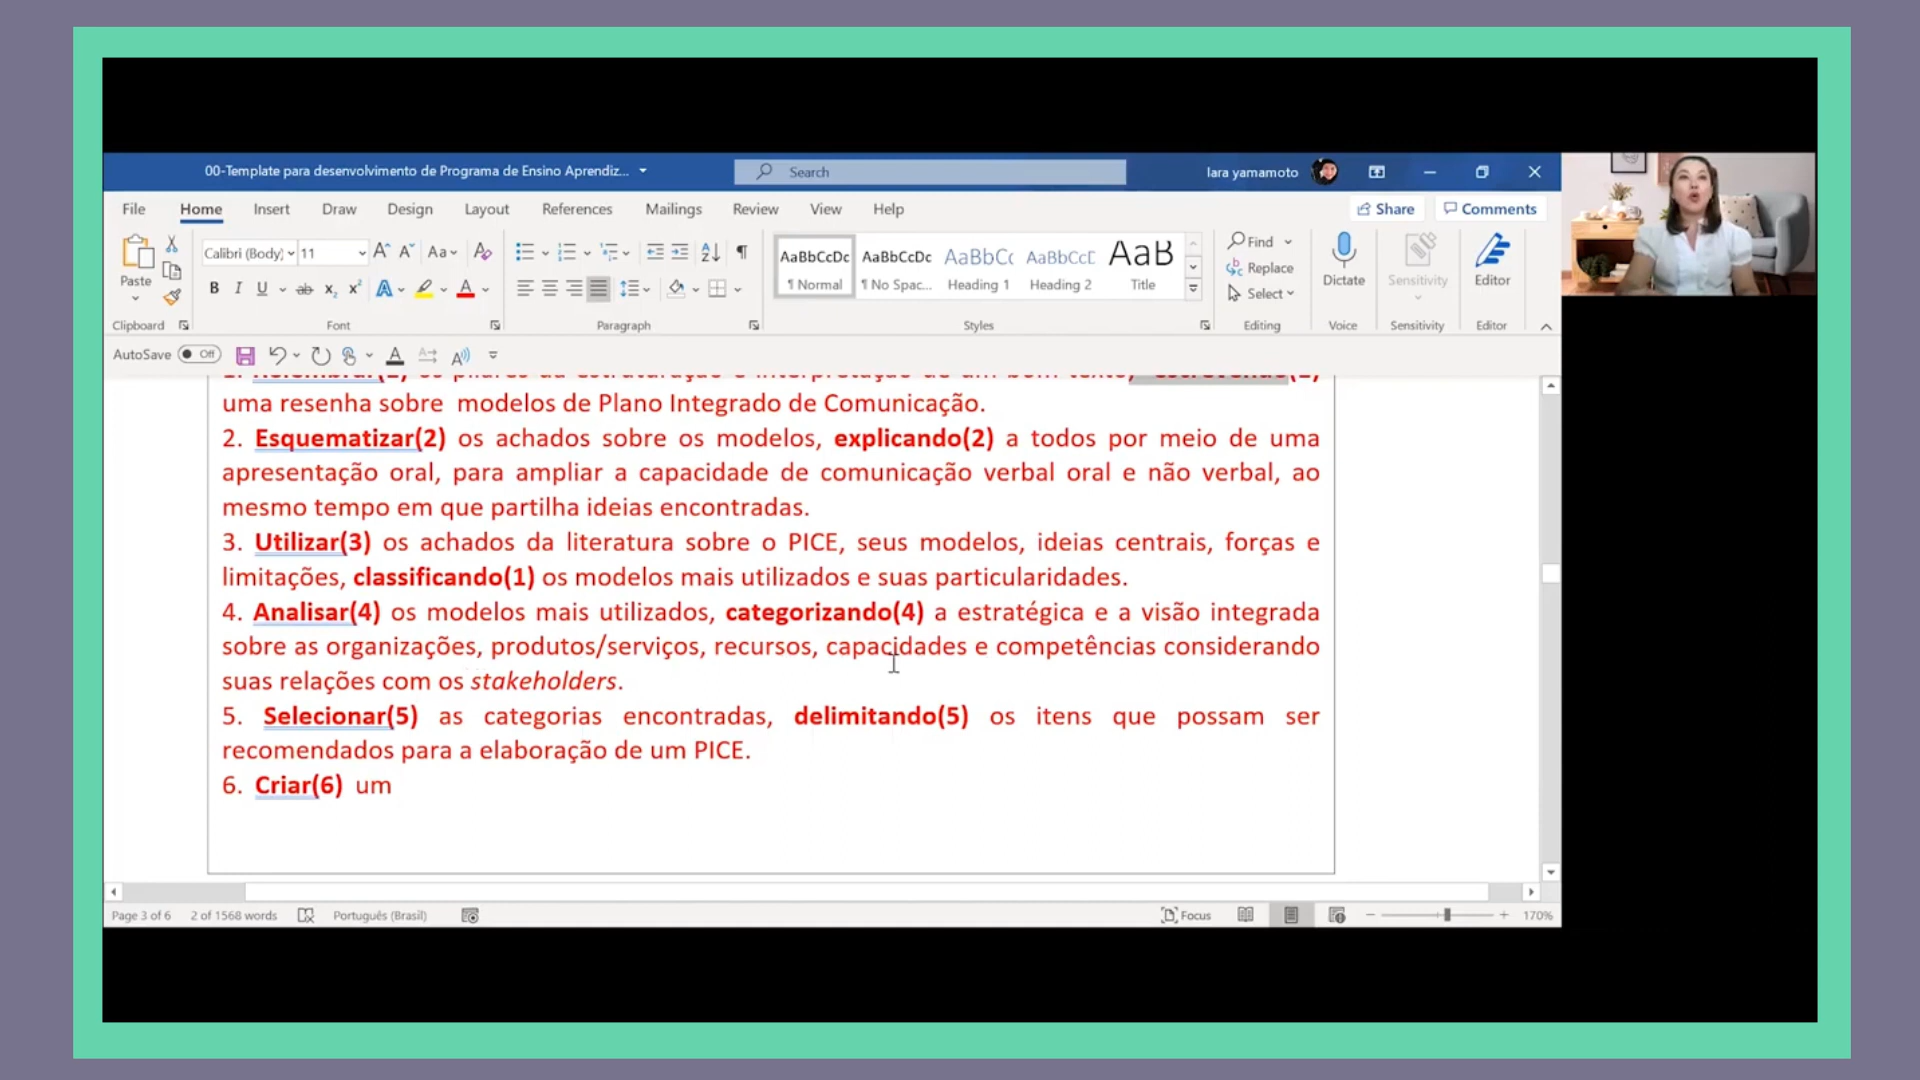 00-Template para desenvolvimento de Programa de Ensino Aprendiz...
Search
Iara yamamoto
File Home Insert Draw Design Layout References Mailings Review View Help
Share Comments
Paste
Calibri (Body) 11
AaBbCcDc AaBbCcDc AaBbCc AaBbCcC AaB
¶ Normal ¶ No Spac... Heading 1 Heading 2 Title
Find
Replace
Select
Dictate Sensitivity Editor
Clipboard Font Paragraph Styles Editing Voice Sensitivity Editor
AutoSave Off
uma resenha sobre modelos de Plano Integrado de Comunicação.
2. Esquematizar(2) os achados sobre os modelos, explicando(2) a todos por meio de uma
apresentação oral, para ampliar a capacidade de comunicação verbal oral e não verbal, ao
mesmo tempo em que partilha ideias encontradas.
3. Utilizar(3) os achados da literatura sobre o PICE, seus modelos, ideias centrais, forças e
limitações, classificando(1) os modelos mais utilizados e suas particularidades.
4. Analisar(4) os modelos mais utilizados, categorizando(4) a estratégica e a visão integrada
sobre as organizações, produtos/serviços, recursos, capacidades e competências considerando
suas relações com os stakeholders.
5. Selecionar(5) as categorias encontradas, delimitando(5) os itens que possam ser
recomendados para a elaboração de um PICE.
6. Criar(6) um
Page 3 of 6 2 of 1568 words Português (Brasil) Focus 170%